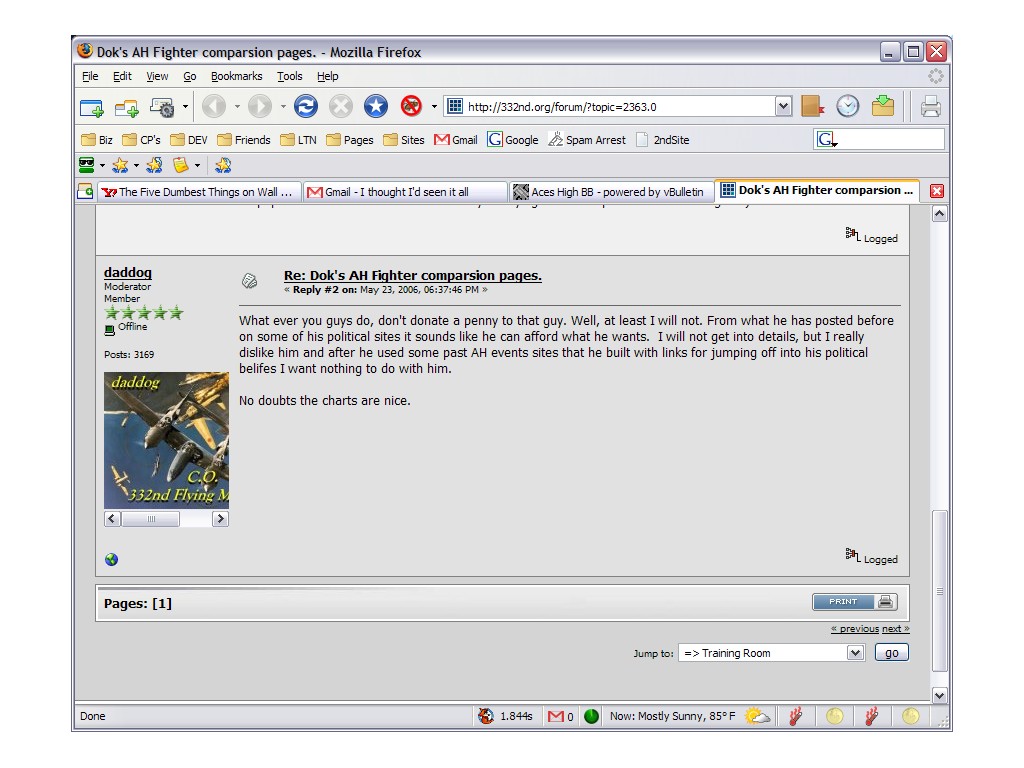 Dok's AH Fighter comparsion pages. - Mozilla Firefox
File Edit View Go Bookmarks Tools Help
http://332nd.org/forum/?topic=2363.0
Biz CP's DEV Friends LTN Pages Sites Gmail Google Spam Arrest 2ndSite
The Five Dumbest Things on Wall ... Gmail - I thought I'd seen it all Aces High BB - powered by vBulletin Dok's AH Fighter comparsion ...
Logged
daddog
Moderator
Member
Offline
Posts: 3169
daddog
C.O.
332nd Flying M
Re: Dok's AH Fighter comparsion pages.
« Reply #2 on: May 23, 2006, 06:37:46 PM »
What ever you guys do, don't donate a penny to that guy. Well, at least I will not. From what he has posted before
on some of his political sites it sounds like he can afford what he wants. I will not get into details, but I really
dislike him and after he used some past AH events sites that he built with links for jumping off into his political
belifes I want nothing to do with him.
No doubts the charts are nice.
Logged
Pages: [1]
PRINT
« previous next »
Jump to: => Training Room go
Done 1.844s 0 Now: Mostly Sunny, 85° F